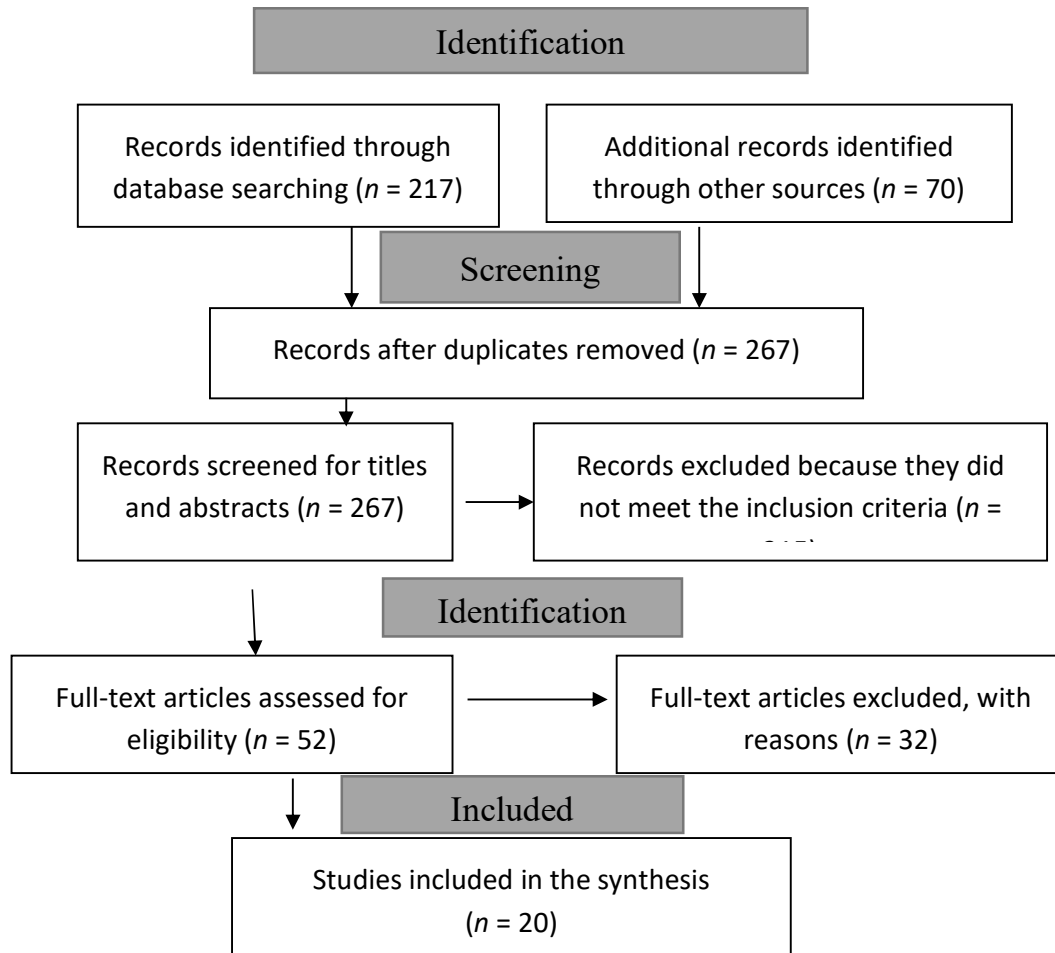 Identification
Records identified through
database searching (n = 217)
Additional records identified
through other sources (n = 70)
Screening
Records after duplicates removed (n = 267)
Records screened for titles
and abstracts (n = 267)
Records excluded because they did
not meet the inclusion criteria (n =
Identification
Full-text articles assessed for
eligibility (n = 52)
Full-text articles excluded, with
reasons (n = 32)
Included
Studies included in the synthesis
(n = 20)